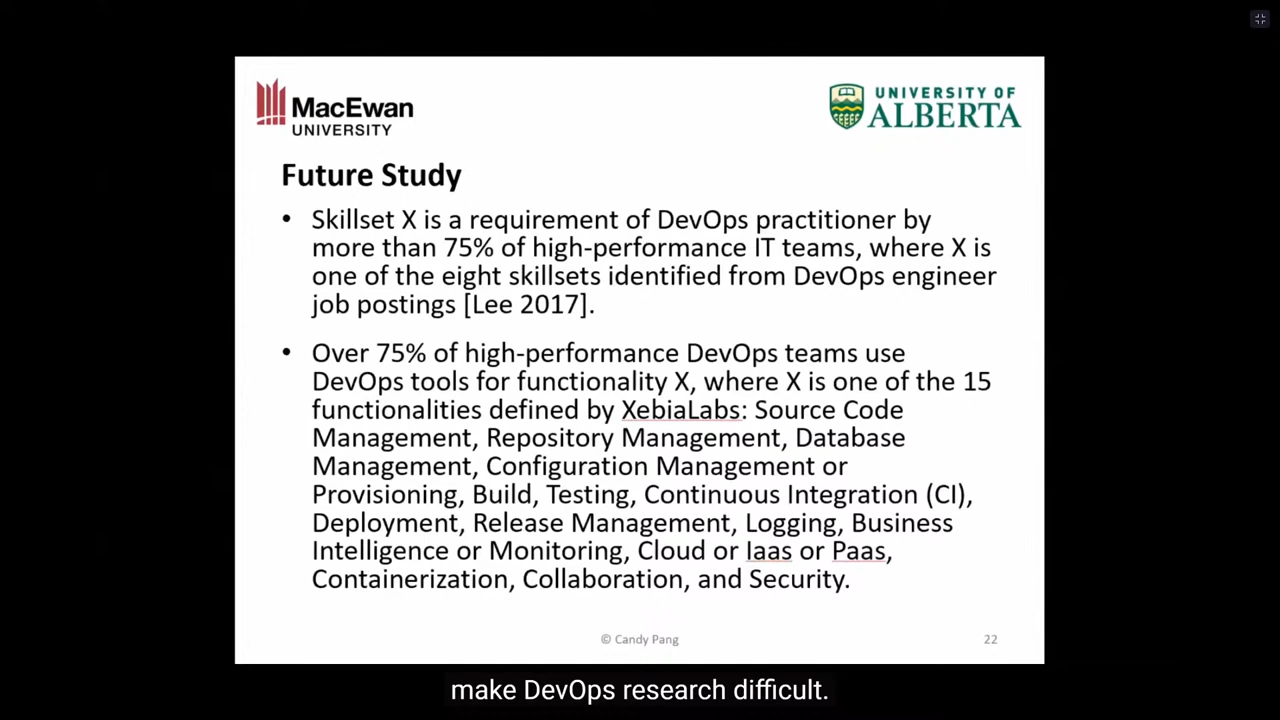 MacEwan
UNIVERSITY
UNIVERSITY OF
ALBERTA
Future Study
• Skillset X is a requirement of DevOps practitioner by
more than 75% of high-performance IT teams, where X is
one of the eight skillsets identified from DevOps engineer
job postings [Lee 2017].
• Over 75% of high-performance DevOps teams use
DevOps tools for functionality X, where X is one of the 15
functionalities defined by XebiaLabs: Source Code
Management, Repository Management, Database
Management, Configuration Management or
Provisioning, Build, Testing, Continuous Integration (CI),
Deployment, Release Management, Logging, Business
Intelligence or Monitoring, Cloud or Iaas or Paas,
Containerization, Collaboration, and Security.
© Candy Pang
22
make DevOps research difficult.